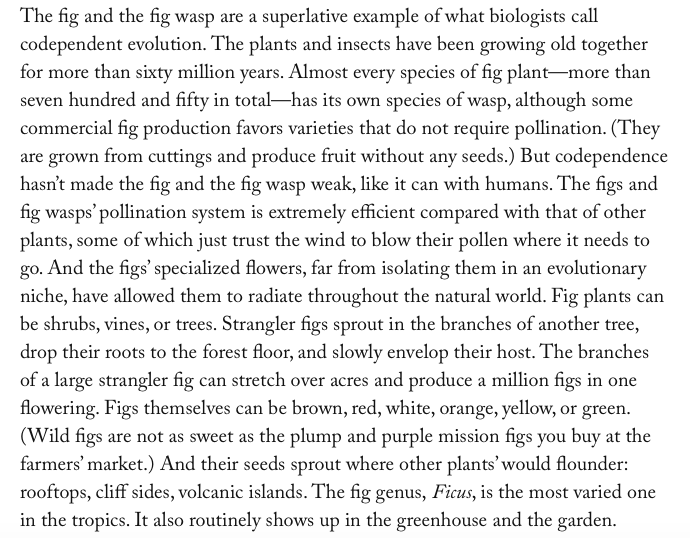 The fig and the fig wasp are a superlative example of what biologists call
codependent evolution. The plants and insects have been growing old together
for more than sixty million years. Almost every species of fig plant—more than
seven hundred and fifty in total—has its own species of wasp, although some
commercial fig production favors varieties that do not require pollination. (They
are grown from cuttings and produce fruit without any seeds.) But codependence
hasn’t made the fig and the fig wasp weak, like it can with humans. The figs and
fig wasps’ pollination system is extremely efficient compared with that of other
plants, some of which just trust the wind to blow their pollen where it needs to
go. And the figs’ specialized flowers, far from isolating them in an evolutionary
niche, have allowed them to radiate throughout the natural world. Fig plants can
be shrubs, vines, or trees. Strangler figs sprout in the branches of another tree,
drop their roots to the forest floor, and slowly envelop their host. The branches
of a large strangler fig can stretch over acres and produce a million figs in one
flowering. Figs themselves can be brown, red, white, orange, yellow, or green.
(Wild figs are not as sweet as the plump and purple mission figs you buy at the
farmers’ market.) And their seeds sprout where other plants’ would flounder:
rooftops, cliff sides, volcanic islands. The fig genus, Ficus, is the most varied one
in the tropics. It also routinely shows up in the greenhouse and the garden.